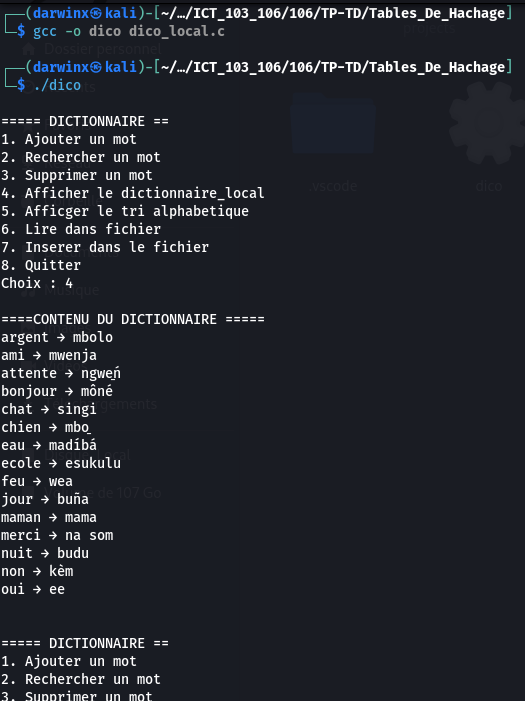 ┌──(darwinx㉿kali)-[~/…/ICT_103_106/106/TP-TD/Tables_De_Hachage]
└─$ gcc -o dico dico_local.c
┌──(darwinx㉿kali)-[~/…/ICT_103_106/106/TP-TD/Tables_De_Hachage]
└─$ ./dico
===== DICTIONNAIRE ==
1. Ajouter un mot
2. Rechercher un mot
3. Supprimer un mot
4. Afficher le dictionnaire_local
5. Afficger le tri alphabetique
6. Lire dans fichier
7. Inserer dans le fichier
8. Quitter
Choix : 4
====CONTENU DU DICTIONNAIRE =====
argent → mbolo
ami → mwenja
attente → ngwe̱ń
bonjour → môné
chat → singi
chien → mbo̱
eau → madíbá
ecole → esukulu
feu → wea
jour → buña
maman → mama
merci → na som
nuit → budu
non → kèm
oui → ee
===== DICTIONNAIRE ==
1. Ajouter un mot
2. Rechercher un mot
3. Supprimer un mot